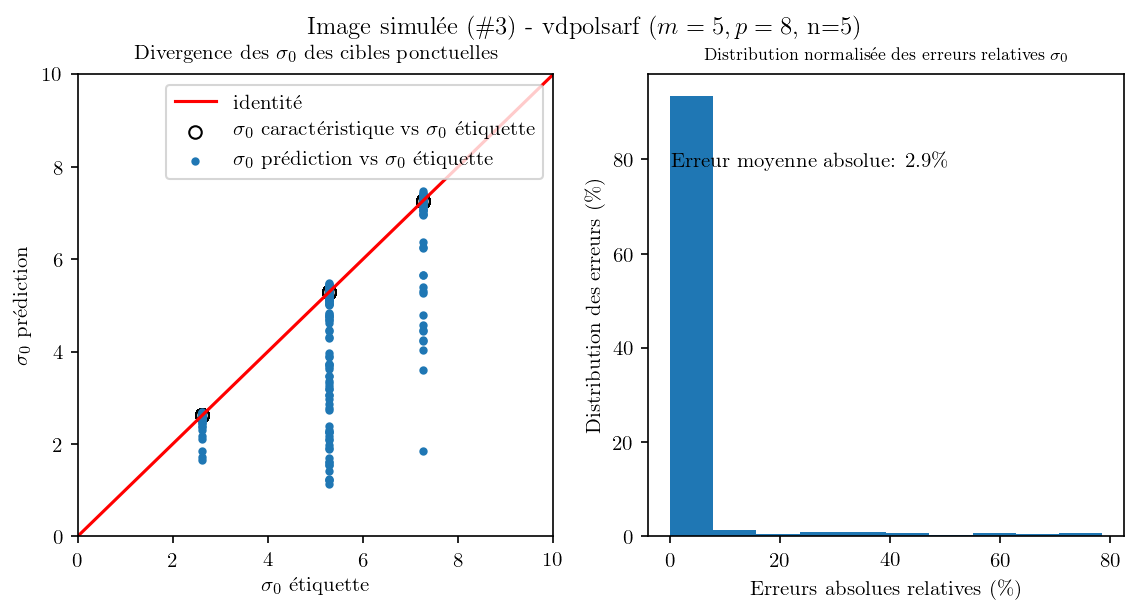 Image simulée (#3) - vdpolsarf (m = 5, p = 8, n=5)
Divergence des σ0 des cibles ponctuelles
identité
σ0 caractéristique vs σ0 étiquette
σ0 prédiction vs σ0 étiquette
10
8
6
4
2
0
σ0 prédiction
0 2 4 6 8 10
σ0 étiquette
Distribution normalisée des erreurs relatives σ0
Erreur moyenne absolue: 2.9%
80
60
40
20
0
Distribution des erreurs (%)
0 20 40 60 80
Erreurs absolues relatives (%)